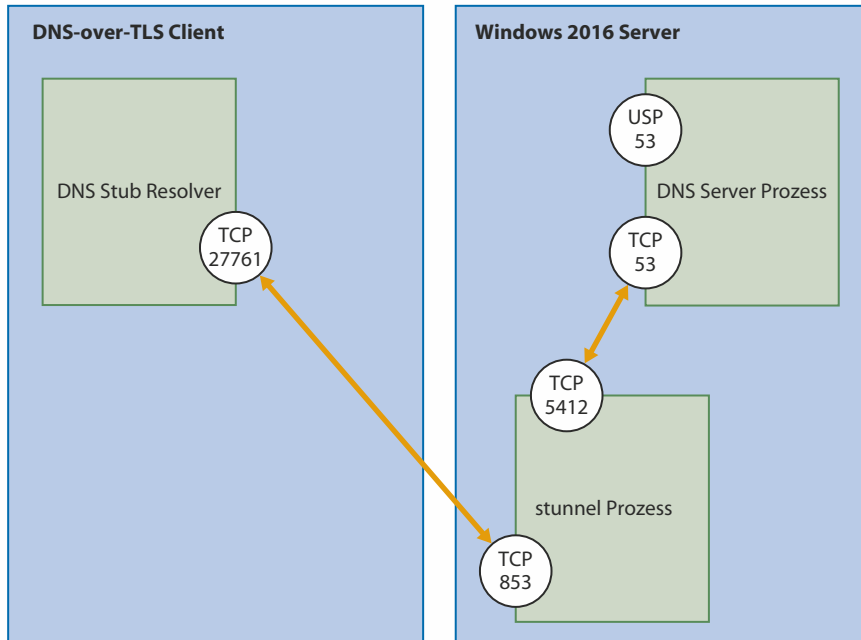 DNS-over-TLS Client
DNS Stub Resolver
TCP
27761
Windows 2016 Server
USP
53
DNS Server Prozess
TCP
53
TCP
5412
stunnel Prozess
TCP
853